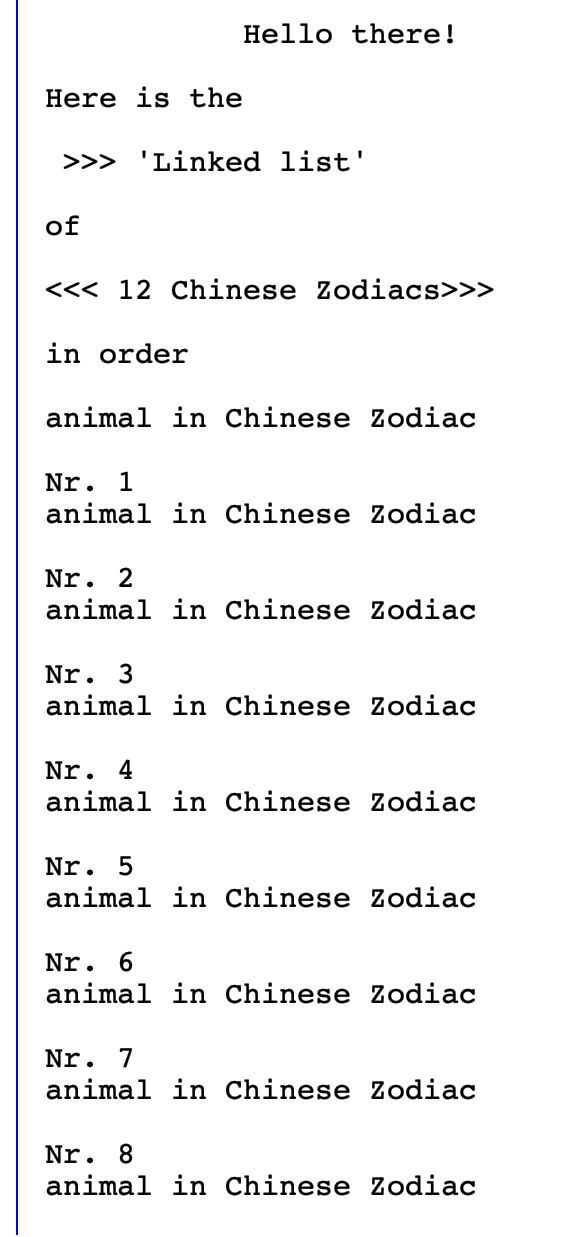 Hello there!
Here is the
>>> 'Linked list'
of
<<< 12 Chinese Zodiacs>>>
in order
animal in Chinese Zodiac
Nr. 1
animal in Chinese Zodiac
Nr. 2
animal in Chinese Zodiac
Nr. 3
animal in Chinese Zodiac
Nr. 4
animal in Chinese Zodiac
Nr. 5
animal in Chinese Zodiac
Nr. 6
animal in Chinese Zodiac
Nr. 7
animal in Chinese Zodiac
Nr. 8
animal in Chinese Zodiac